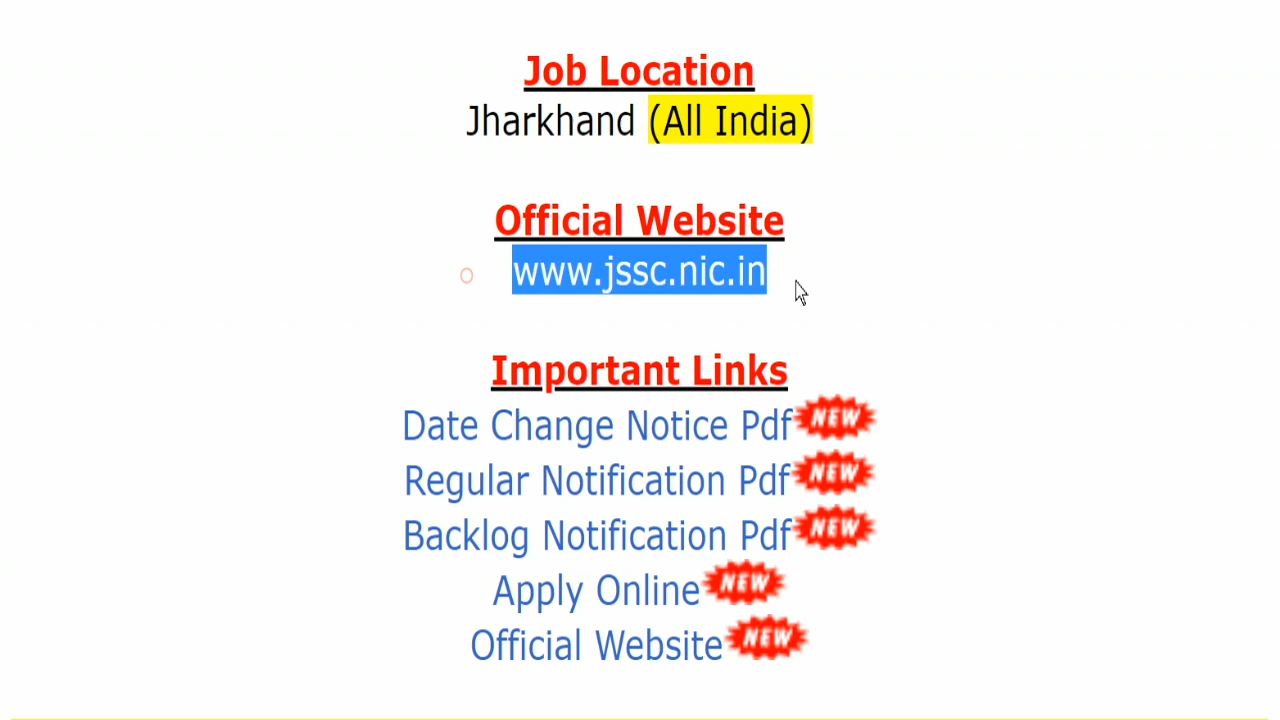 Job Location
Jharkhand (All India)
Official Website
www.jssc.nic.in
Important Links
Date Change Notice Pdf NEW
Regular Notification Pdf NEW
Backlog Notification Pdf NEW
Apply Online NEW
Official Website NEW